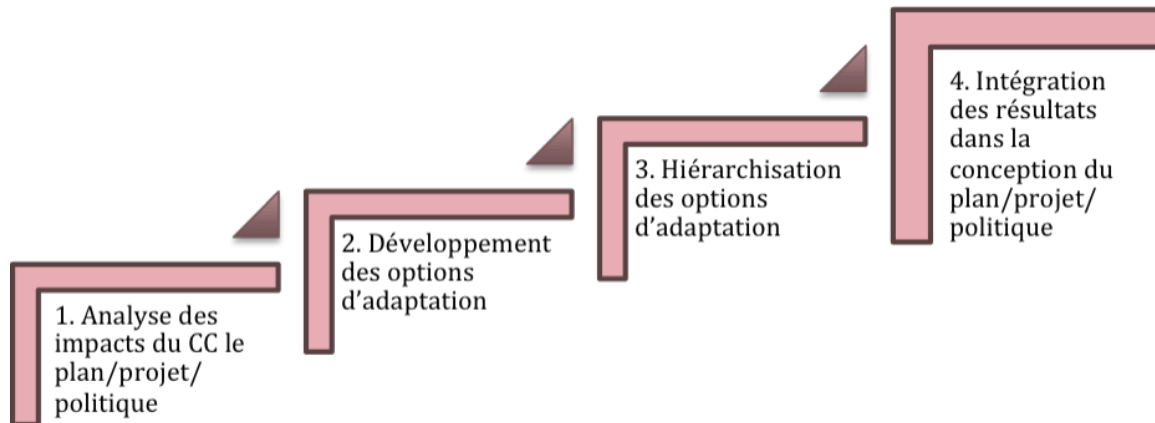 1. Analyse des
impacts du CC le
plan/projet/
politique
2. Développement
des options
d’adaptation
3. Hiérarchisation
des options
d’adaptation
4. Intégration
des résultats
dans la
conception du
plan/projet/
politique